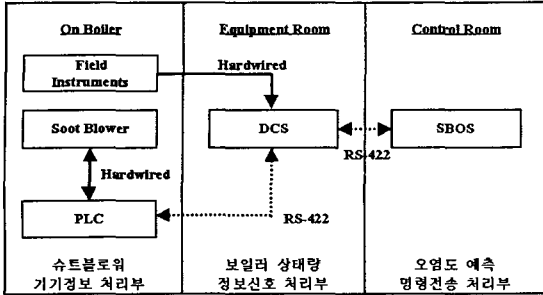 On Boiler
Equipment Room
Control Room
Field
Instruments
Hardwired
Soot Blower
DCS
SBOS
RS-422
Hardwired
PLC
RS-422
슈트블로워
기기정보 처리부
보일러 상태량
정보신호 처리부
오염도 예측
명령전송 처리부